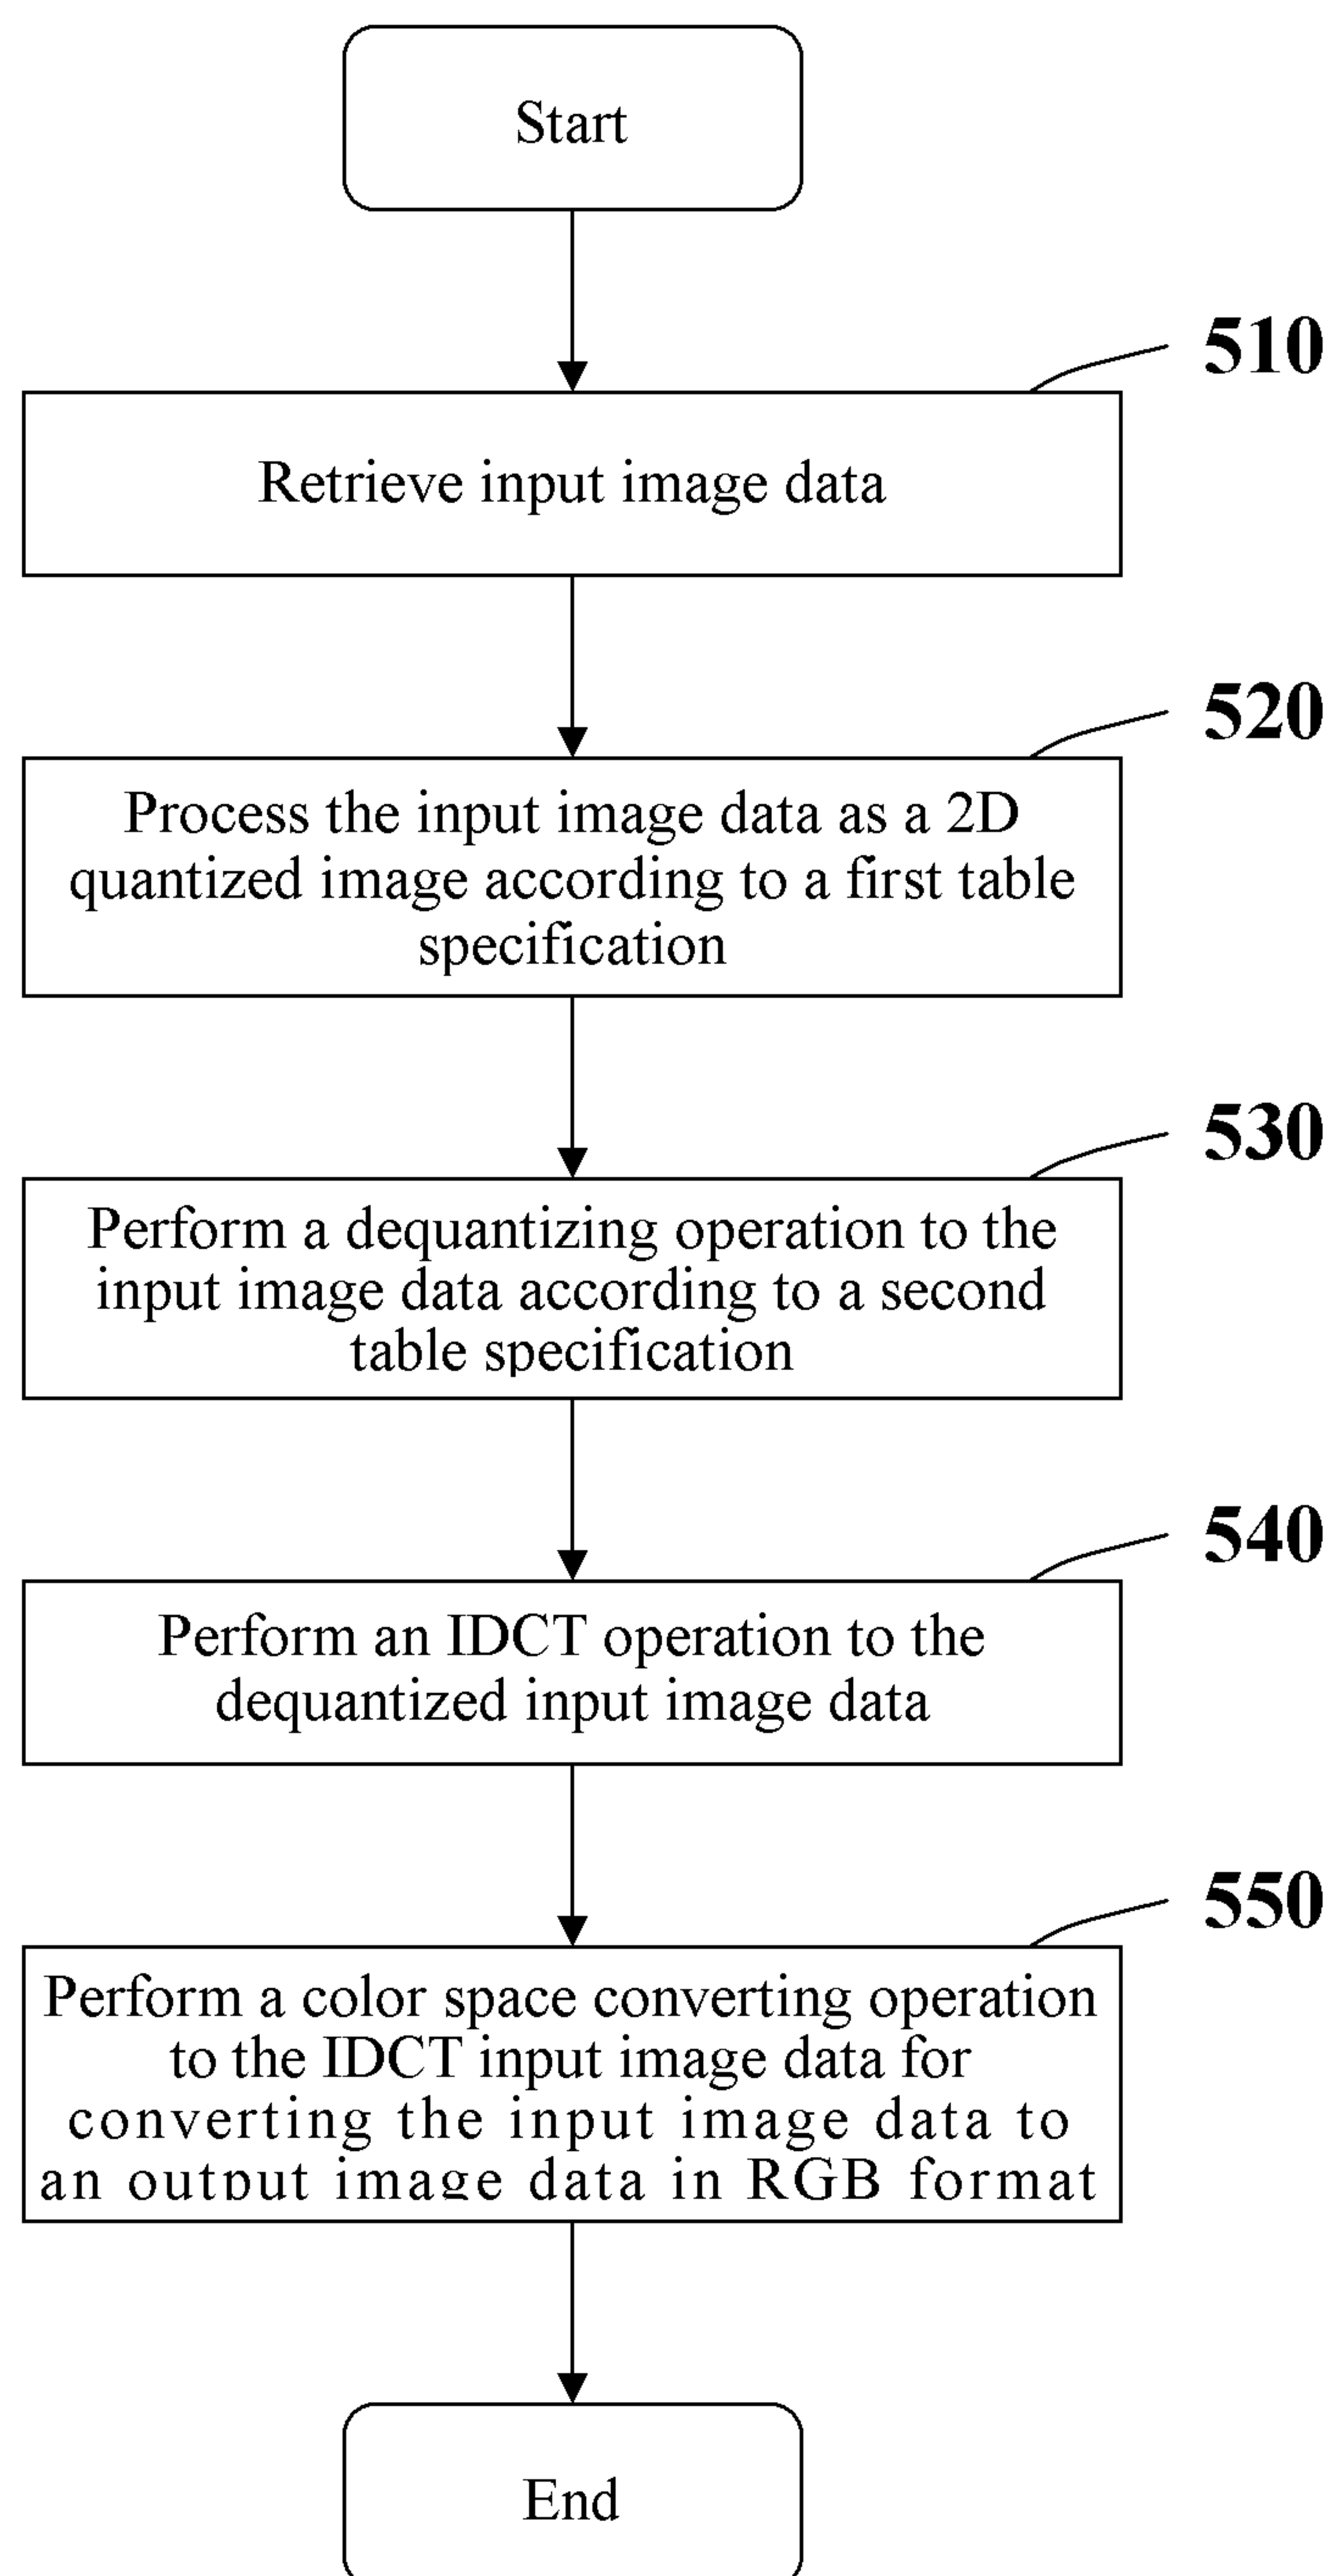 Start
510
Retrieve input image data
520
Process the input image data as a 2D
quantized image according to a first table
specification
530
Perform a dequantizing operation to the
input image data according to a second
table specification
540
Perform an IDCT operation to the
dequantized input image data
550
Perform a color space converting operation
to the IDCT input image data for
converting the input image data to
an output image data in RGB format
End